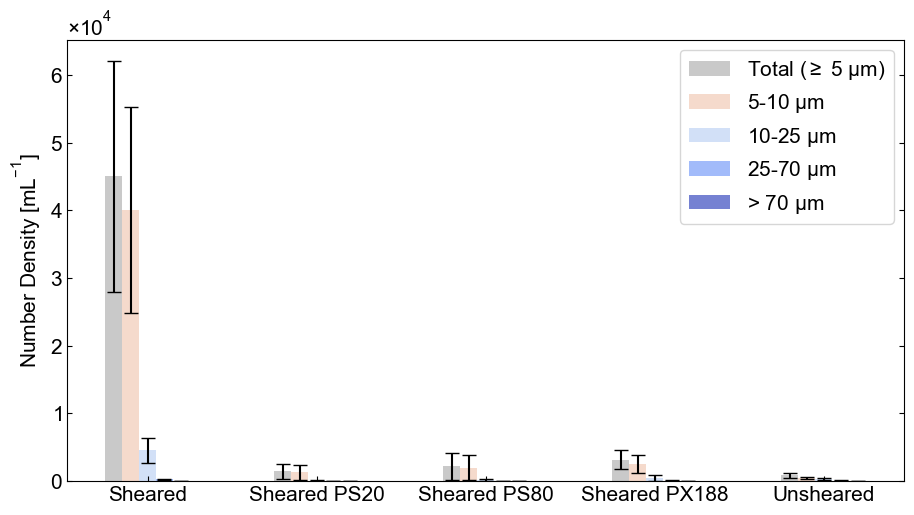 ×10⁴
Number Density [mL⁻¹]
6
5
4
3
2
1
0
Total (≥ 5 µm)
5-10 µm
10-25 µm
25-70 µm
> 70 µm
Sheared
Sheared PS20
Sheared PS80
Sheared PX188
Unsheared